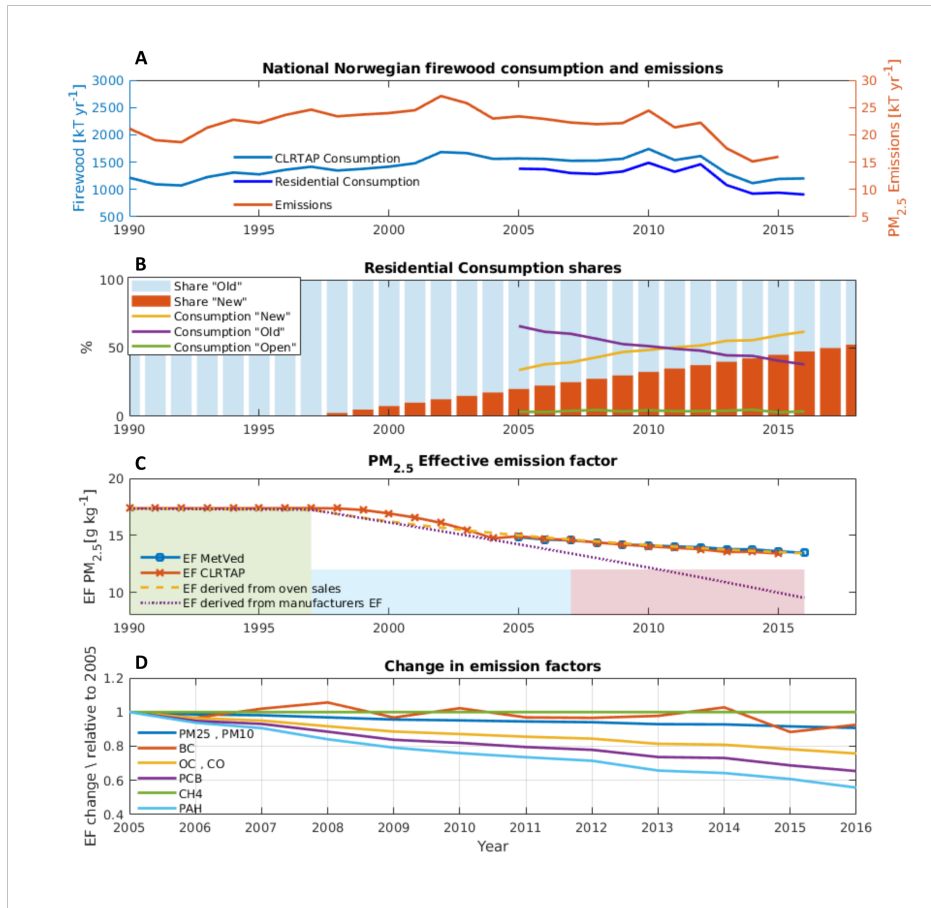 A
National Norwegian firewood consumption and emissions
Firewood [kT yr-1]
3000
2500
2000
1500
1000
500
30
25
20
15
10
5
PM2.5 Emissions [kT yr-1]
CLRTAP Consumption
Residential Consumption
Emissions
1990 1995 2000 2005 2010 2015
B
Residential Consumption shares
%
100
50
0
Share "Old"
Share "New"
Consumption "New"
Consumption "Old"
Consumption "Open"
1990 1995 2000 2005 2010 2015
C
PM2.5 Effective emission factor
EF PM2.5[g kg-1]
20
15
10
EF MetVed
EF CLRTAP
EF derived from oven sales
EF derived from manufacturers EF
1990 1995 2000 2005 2010 2015
D
Change in emission factors
EF change \ relative to 2005
1.2
1
0.8
0.6
0.4
PM25 , PM10
BC
OC , CO
PCB
CH4
PAH
2005 2006 2007 2008 2009 2010 2011 2012 2013 2014 2015 2016
Year